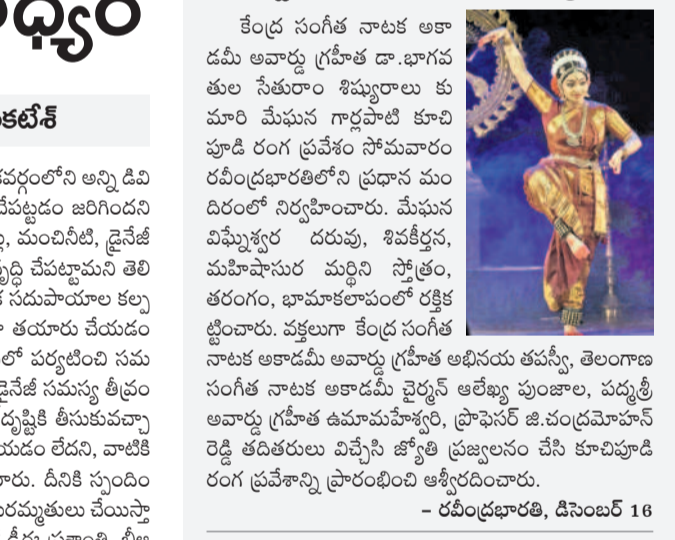 ధ్యం
కటేశ్
వర్గంలోని అన్ని డివి
చేపట్టడం జరిగిందని
మంచినీటి, డ్రైనేజీ
చేపట్టామని తెలి
సదుపాయాల కల్ప
తయారు చేయడం
లో పర్యటించి సమ
డ్రైనేజీ సమస్య తీవ్రం
దృష్టికి తీసుకువచ్చా
యడం లేదని, వాటికి
దీనికి స్పందిం
చేయిస్తా
కేంద్ర సంగీత నాటక అకా
డమీ అవార్డు గ్రహీత డా.భాగవ
తుల సేతురాం శిష్యురాలు కు
మారి మేఘన గార్లపాటి కూచి
పూడి రంగ ప్రవేశం సోమవారం
రవీంద్రభారతిలోని ప్రధాన మం
దిరంలో నిర్వహించారు. మేఘన
విఘ్నేశ్వర దరువు, శివకీర్తన,
మహిషాసుర మర్థిని స్తోత్రం,
తరంగం, భామాకలాపంలో రక్తిక
ట్టించారు. వక్తలుగా కేంద్ర సంగీత
నాటక అకాడమీ అవార్డు గ్రహీత అభినయ తపస్వీ, తెలంగాణ
సంగీత నాటక అకాడమీ చైర్మన్ ఆలేఖ్య పుంజాల, పద్మశ్రీ
అవార్డు గ్రహీత ఉమామహేశ్వరి, ప్రొఫెసర్ జి.చంద్రమోహన్
రెడ్డి తదితరులు విచ్చేసి జ్యోతి ప్రజ్వలనం చేసి కూచిపూడి
రంగ ప్రవేశాన్ని ప్రారంభించి ఆశ్వీరదించారు.
– రవీంద్రభారతి, డిసెంబర్ 16